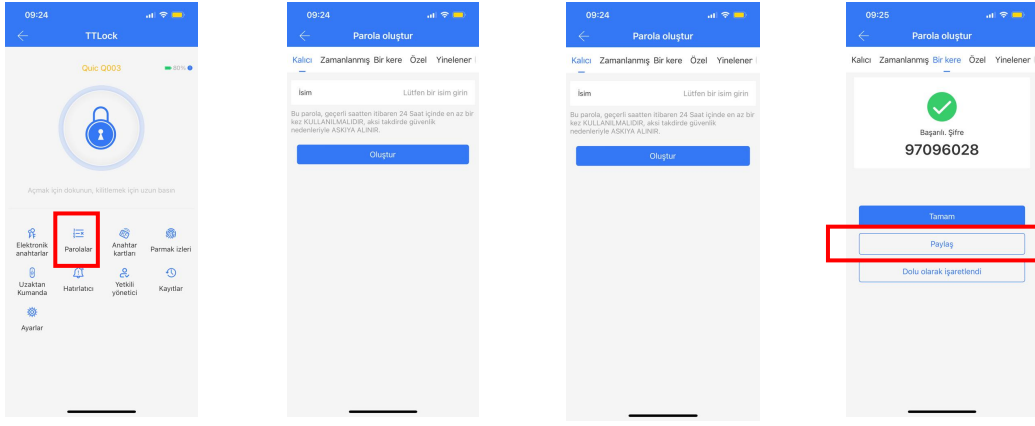 09:24
TTLock
Quic Q003
80%
Açmak için dokunun, kilitlemek için uzun basın
Elektronik anahtarlar
Parolalar
Anahtar kartları
Parmak izleri
Uzaktan Kumanda
Hatırlatıcı
Yetkili yönetici
Kayıtlar
Ayarlar
09:24
Parola oluştur
Kalıcı Zamanlanmış Bir kere Özel Yinelener
İsim Lütfen bir isim girin
Bu parola, geçerli saatten itibaren 24 Saat içinde en az bir
kez KULLANILMALIDIR, aksi takdirde güvenlik
nedenleriyle ASKIYA ALINIR.
Oluştur
09:24
Parola oluştur
Kalıcı Zamanlanmış Bir kere Özel Yinelener
İsim Lütfen bir isim girin
Bu parola, geçerli saatten itibaren 24 Saat içinde en az bir
kez KULLANILMALIDIR, aksi takdirde güvenlik
nedenleriyle ASKIYA ALINIR.
Oluştur
09:25
Parola oluştur
Kalıcı Zamanlanmış Bir kere Özel Yinelener
Başarılı. Şifre
97096028
Tamam
Paylaş
Dolu olarak işaretlendi